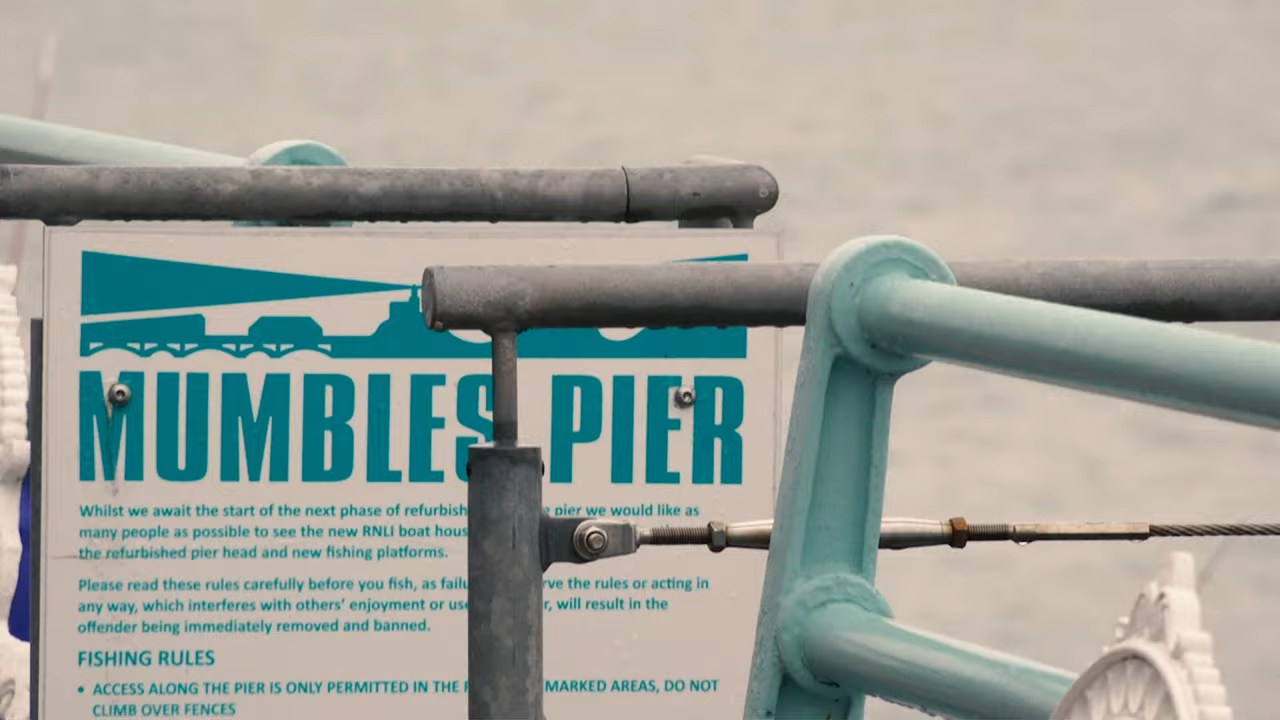 MUMBLES PIER
Whilst we await the start of the next phase of refurbish pier we would like as
many people as possible to see the new RNLI boat hous
the refurbished pier head and new fishing platforms.
Please read these rules carefully before you fish, as failu rve the rules or acting in
any way, which interferes with others' enjoyment or use r, will result in the
offender being immediately removed and banned.
FISHING RULES
• ACCESS ALONG THE PIER IS ONLY PERMITTED IN THE MARKED AREAS, DO NOT
CLIMB OVER FENCES